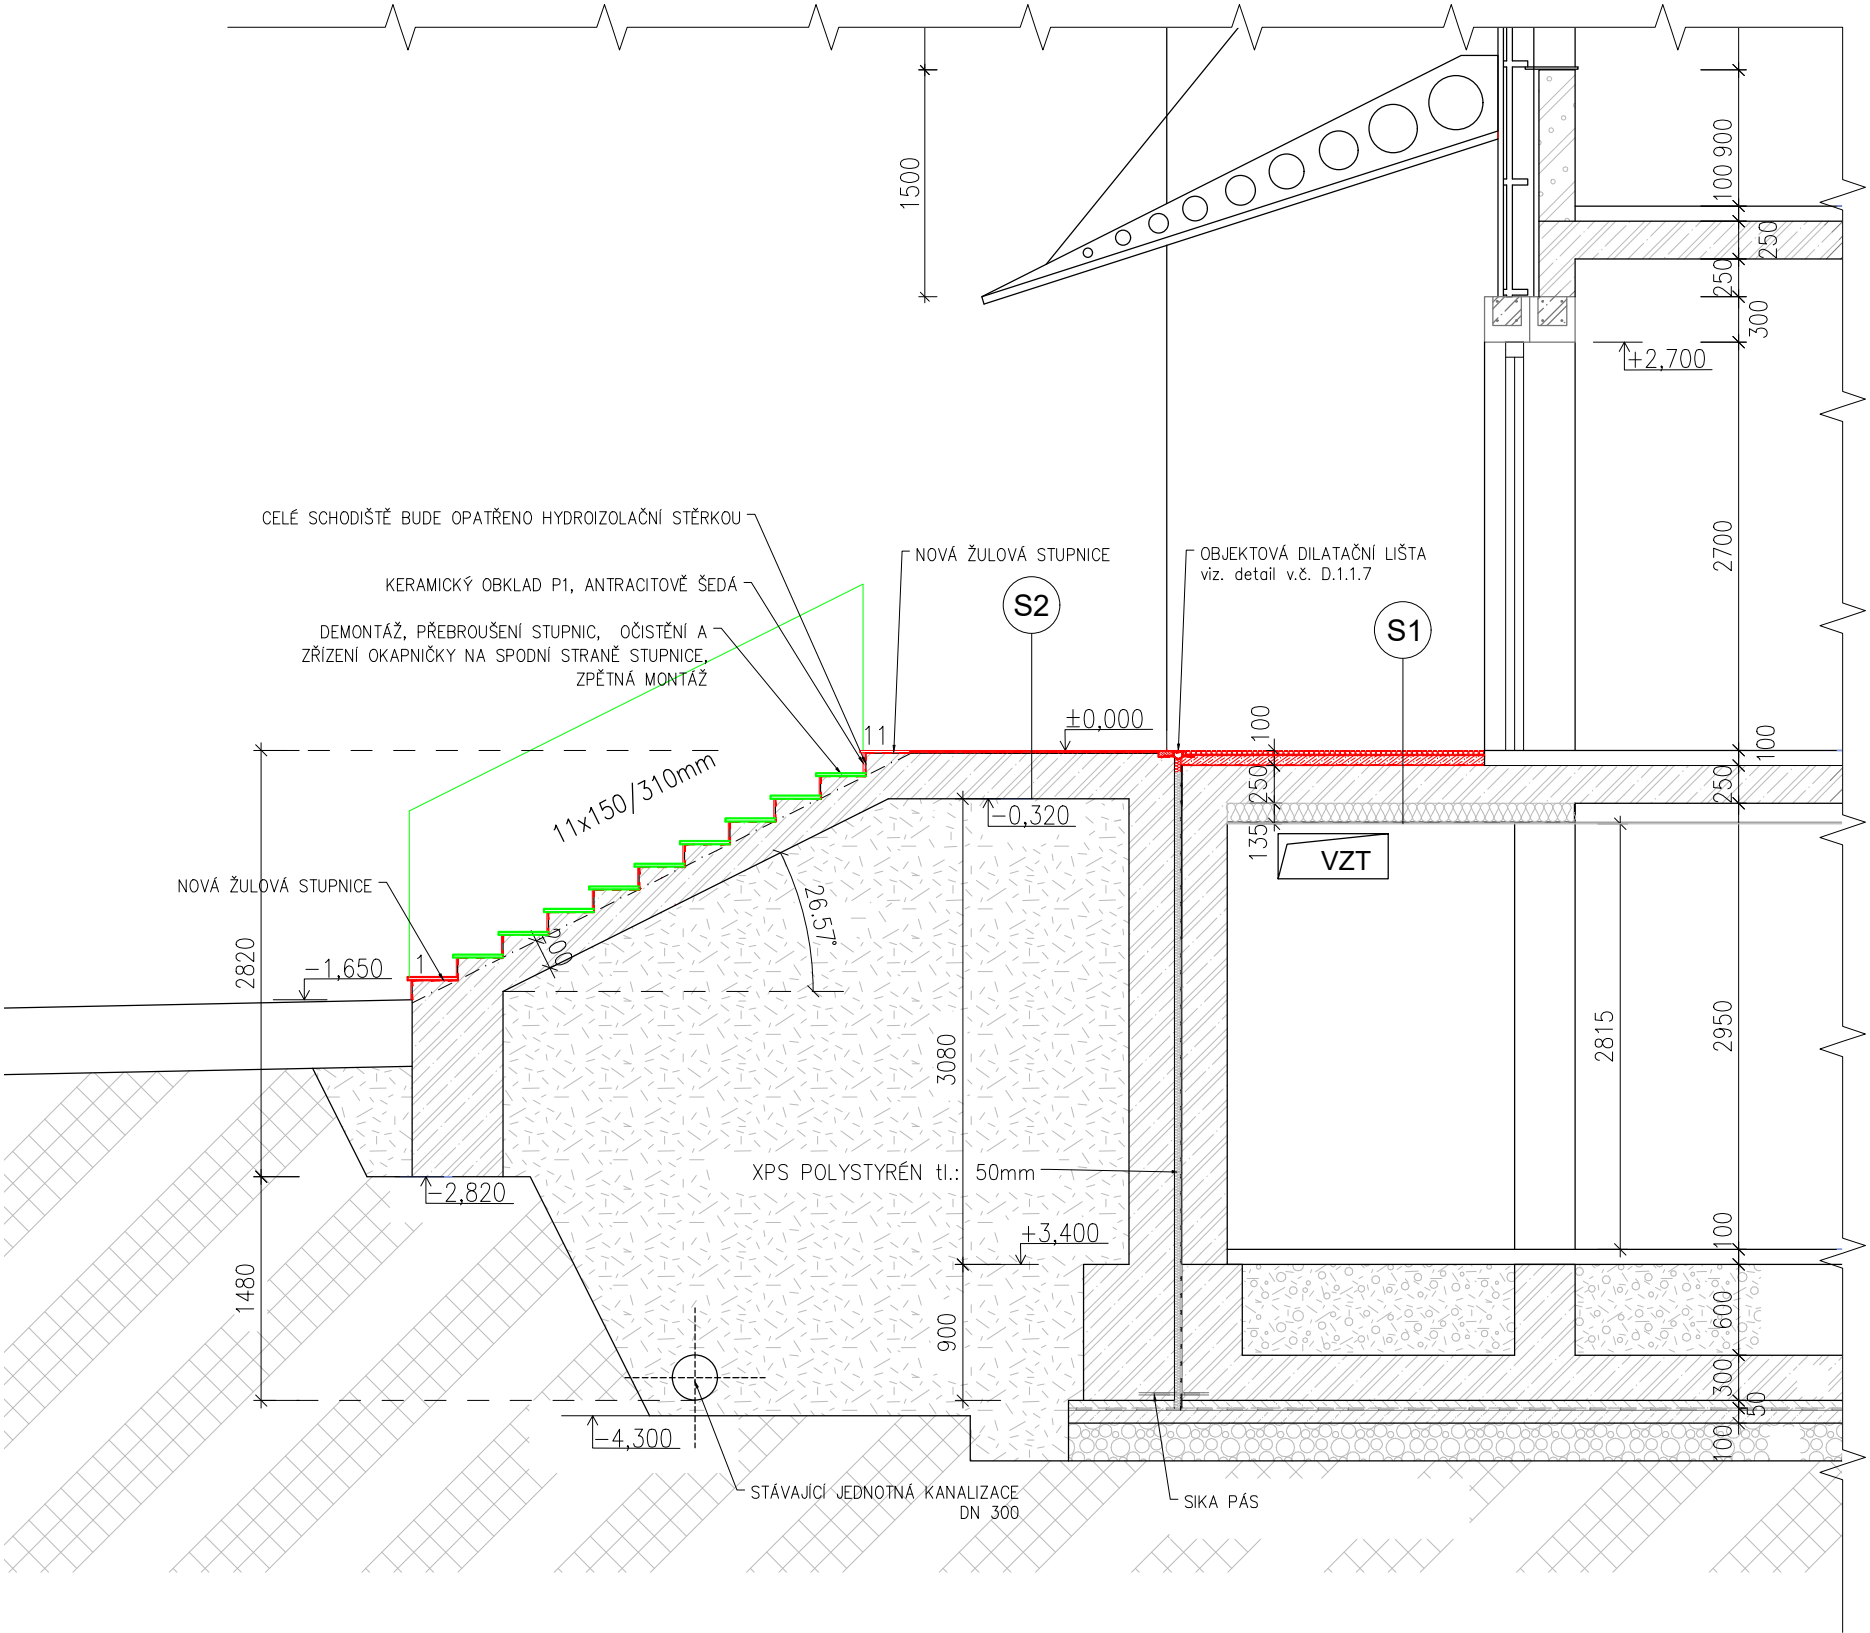 1500
900
100
250
250
300
+2,700
2700
CELÉ SCHODIŠTĚ BUDE OPATŘENO HYDROIZOLAČNÍ STĚRKOU
NOVÁ ŽULOVÁ STUPNICE
OBJEKTOVÁ DILATAČNÍ LIŠTA
viz. detail v.č. D.1.1.7
KERAMICKÝ OBKLAD P1, ANTRACITOVĚ ŠEDÁ
S2
S1
DEMONTÁŽ, PŘEBROUŠENÍ STUPNIC, OČISTĚNÍ A
ZŘÍZENÍ OKAPNIČKY NA SPODNÍ STRANĚ STUPNICE,
ZPĚTNÁ MONTÁŽ
±0,000
11
100
100
11x150/310mm
250
250
-0,320
135
VZT
NOVÁ ŽULOVÁ STUPNICE
26.57°
200
1
-1,650
2820
3080
2815
2950
XPS POLYSTYRÉN tl.: 50mm
-2,820
+3,400
100
1480
900
600
300
50
100
-4,300
STÁVAJÍCÍ JEDNOTNÁ KANALIZACE
DN 300
SIKA PÁS